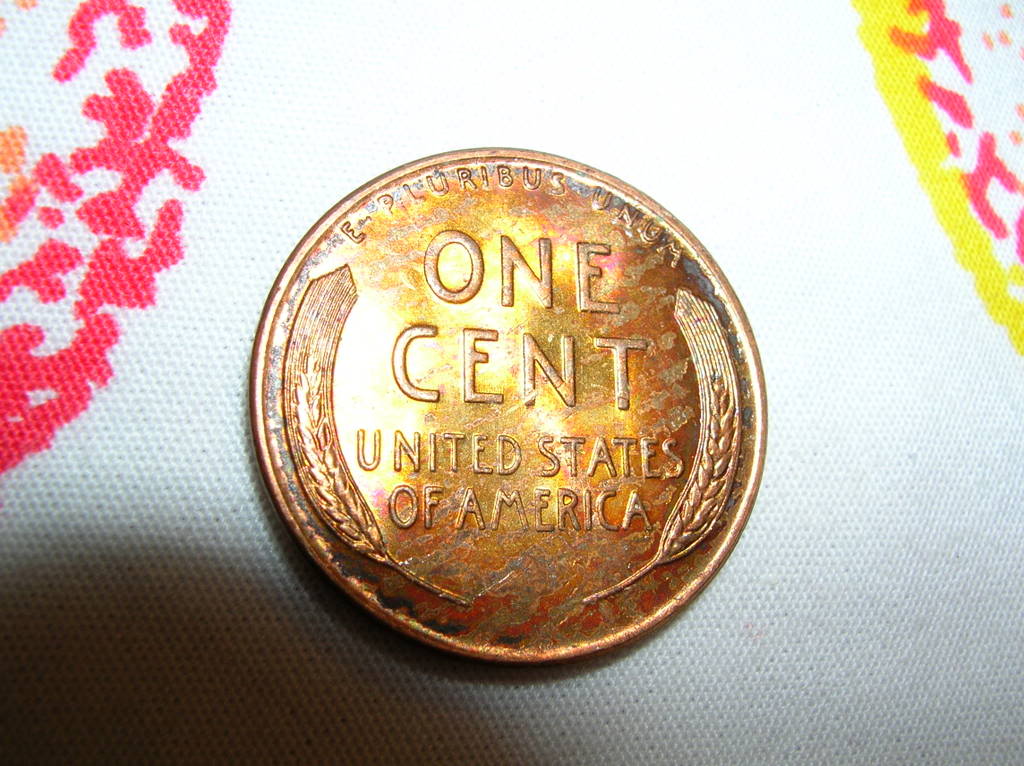 E · PLURIBUS UNUM
ONE
CENT
UNITED STATES
OF AMERICA